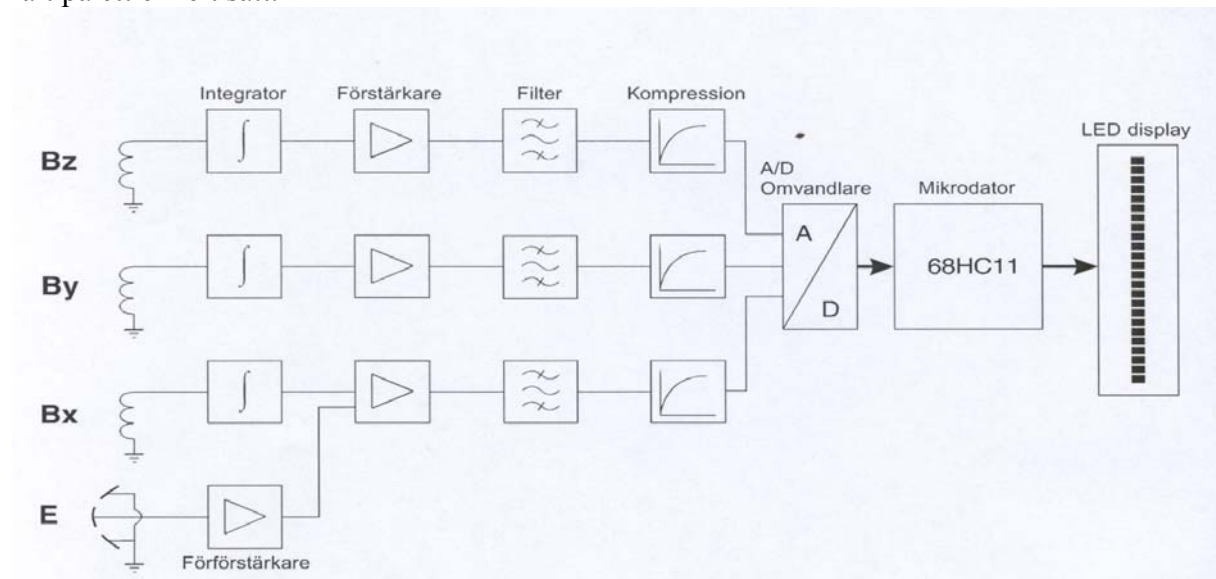 Integrator
Förstärkare
Filter
Kompression
LED display
Bz
A/D
Omvandlare
Mikrodator
A
By
68HC11
D
Bx
E
Förförstärkare